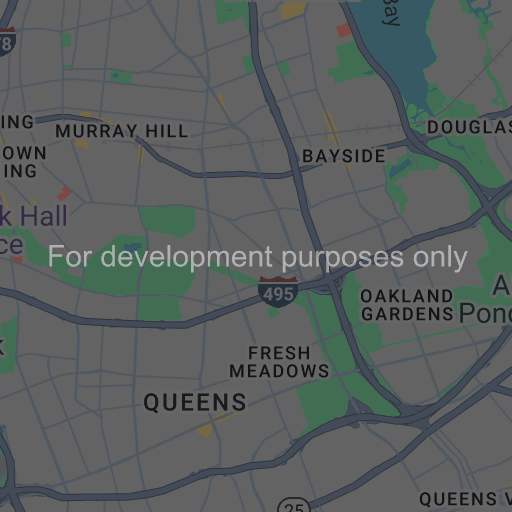 Bay
78
ING
MURRAY HILL
DOUGLAS
OWN
ING
BAYSIDE
k Hall
ce
For development purposes only
495
OAKLAND
GARDENS
A
Pond
k
FRESH
MEADOWS
QUEENS
QUEENS V
25